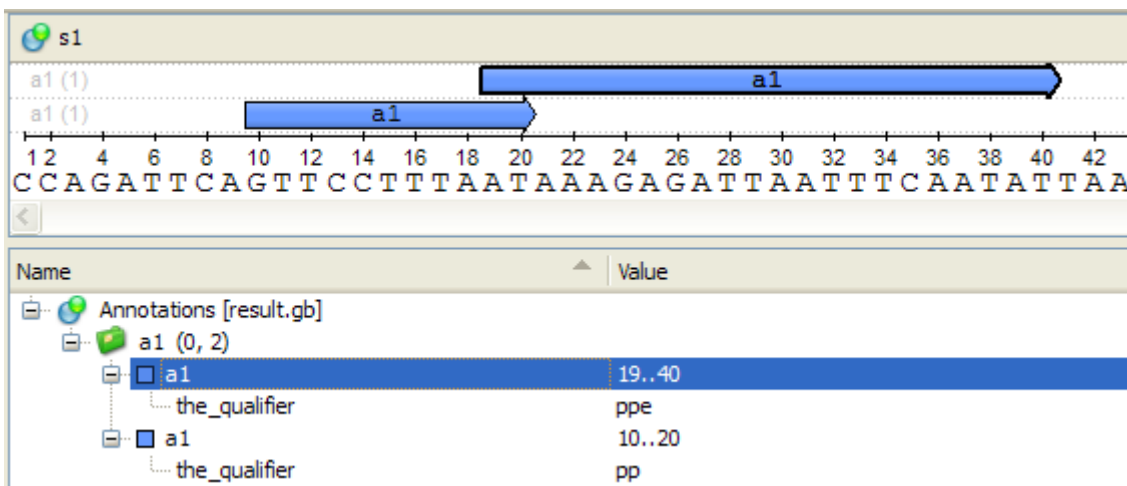 s1
a1 (1)
a1
a1 (1)
a1
1 2 4 6 8 10 12 14 16 18 20 22 24 26 28 30 32 34 36 38 40 42
C C A G A T T C A G T T C C T T T A A T A A A G A G A T T A A T T T C A A T A T T A A
Name Value
Annotations [result.gb]
a1 (0, 2)
a1 19..40
the_qualifier ppe
a1 10..20
the_qualifier pp